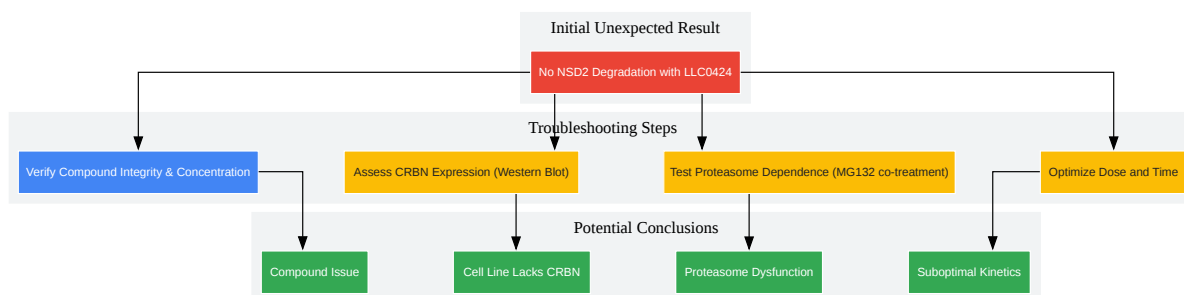 Initial Unexpected Result
No NSD2 Degradation with LLC0424
Troubleshooting Steps
Verify Compound Integrity & Concentration
Assess CRBN Expression (Western Blot)
Test Proteasome Dependence (MG132 co-treatment)
Optimize Dose and Time
Potential Conclusions
Compound Issue
Cell Line Lacks CRBN
Proteasome Dysfunction
Suboptimal Kinetics